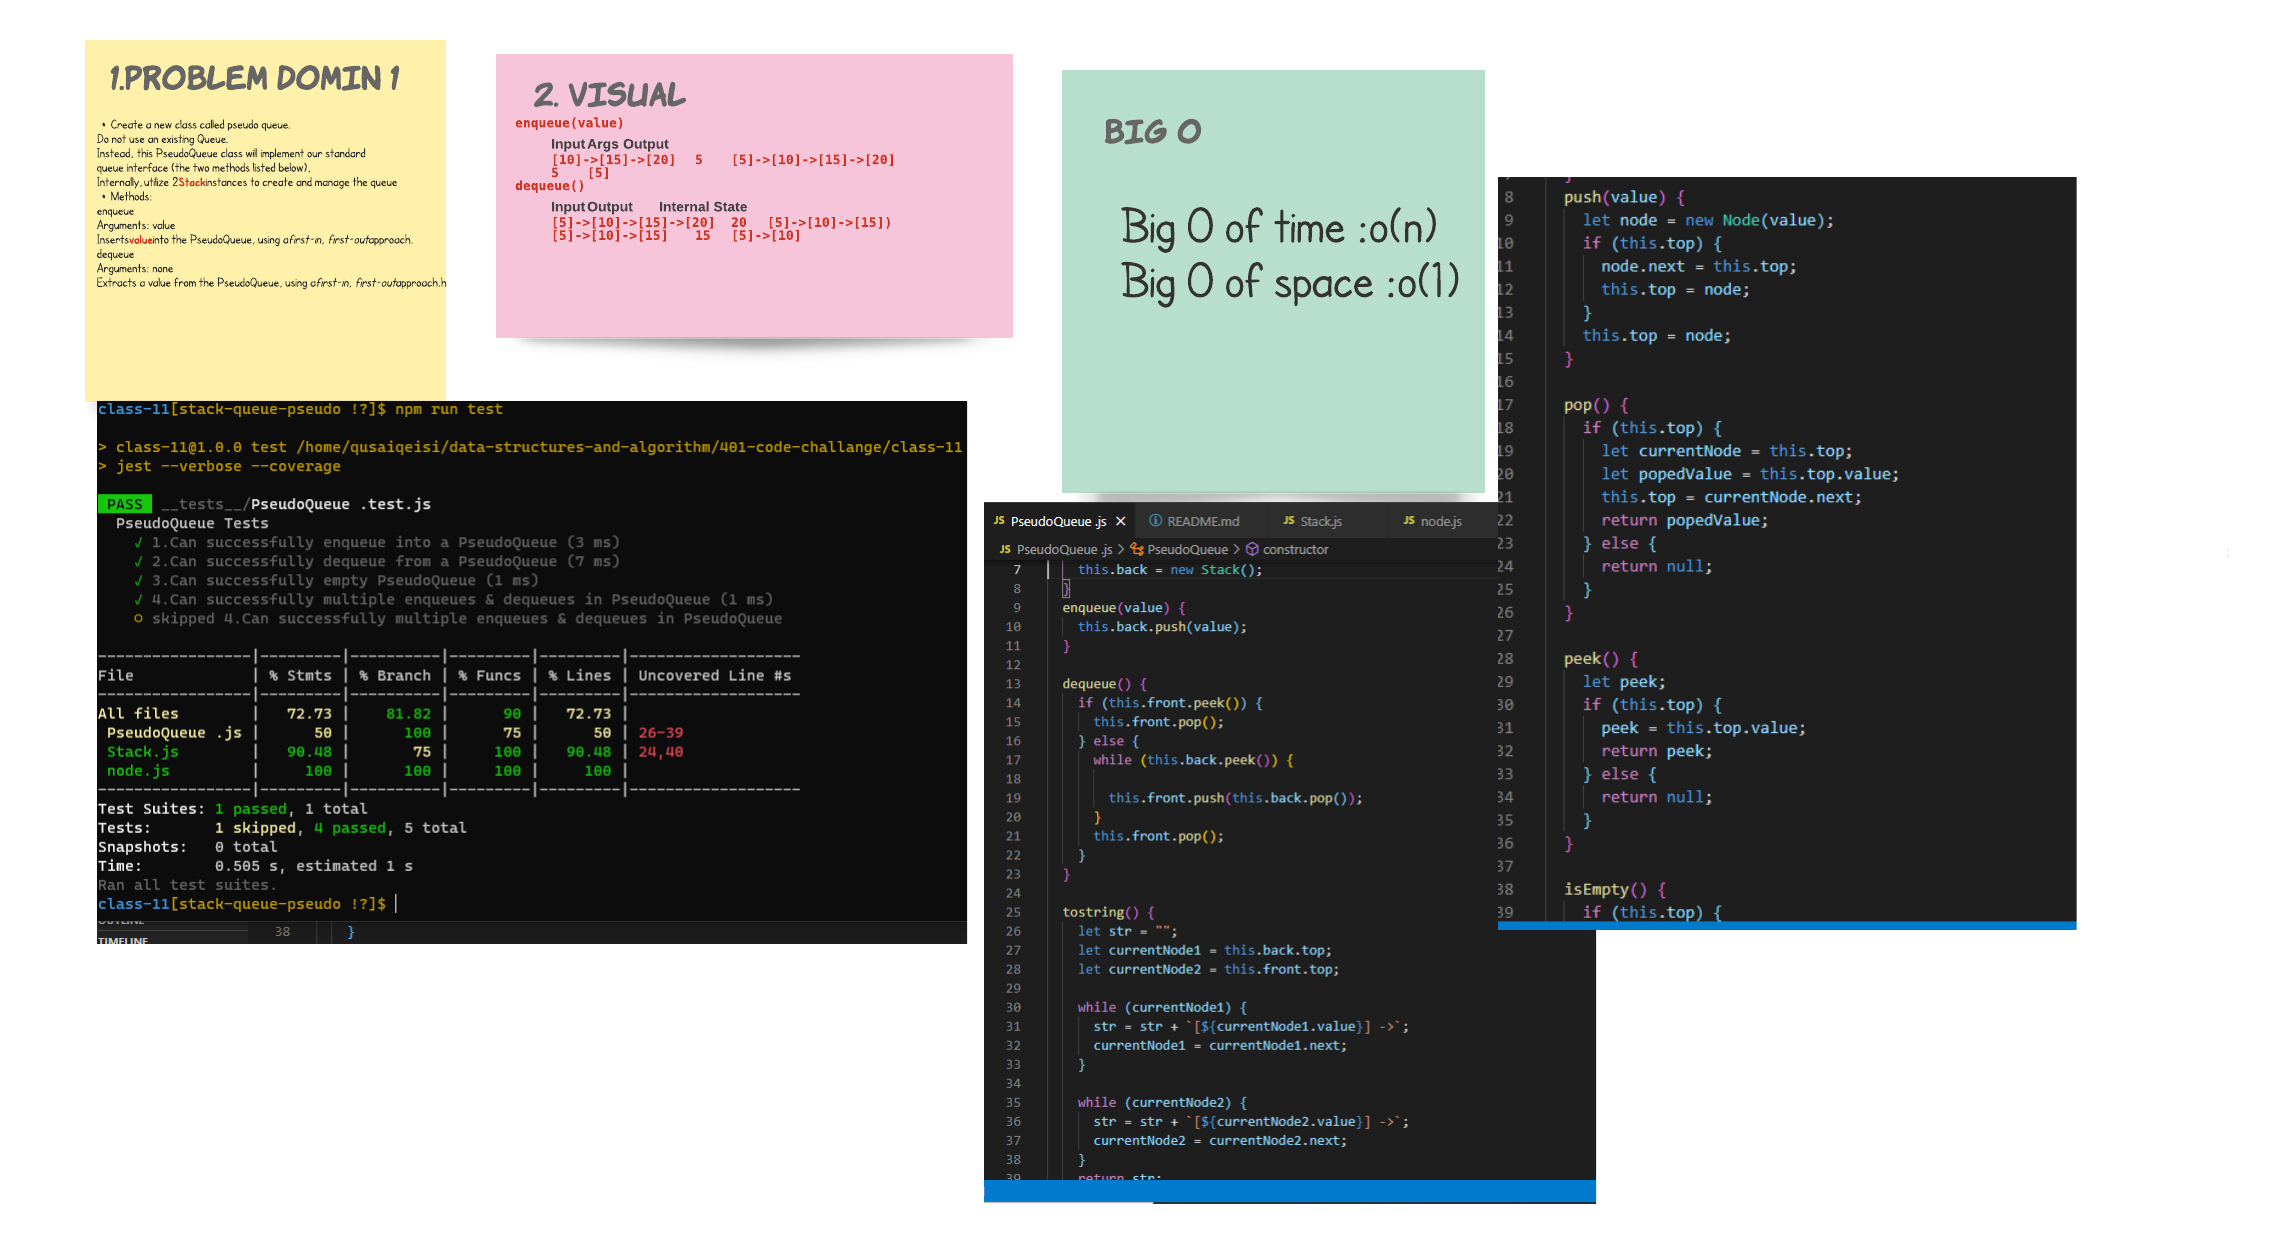 1.PROBLEM DOMIN 1
• Create a new class called pseudo queue.
Do not use an existing Queue.
Instead, this PseudoQueue class will implement our standard
queue interface (the two methods listed below),
Internally, utilize 2Stackinstances to create and manage the queue
• Methods:
enqueue
Arguments: value
Insertsvalueinto the PseudoQueue, using afirst-in, first-outapproach.
dequeue
Arguments: none
Extracts a value from the PseudoQueue, using afirst-in, first-outapproach.h
2. VISUAL
enqueue(value)
Input Args Output
[10]->[15]->[20] 5 [5]->[10]->[15]->[20]
5 [5]
dequeue()
Input Output Internal State
[5]->[10]->[15]->[20] 20 [5]->[10]->[15])
[5]->[10]->[15] 15 [5]->[10]
BIG O
Big O of time :o(n)
Big O of space :o(1)
class-11[stack-queue-pseudo !?]$ npm run test
> class-11@1.0.0 test /home/qusaiqeisi/data-structures-and-algorithm/401-code-challange/class-11
> jest --verbose --coverage
PASS __tests__/PseudoQueue .test.js
PseudoQueue Tests
√ 1.Can successfully enqueue into a PseudoQueue (3 ms)
√ 2.Can successfully dequeue from a PseudoQueue (7 ms)
√ 3.Can successfully empty PseudoQueue (1 ms)
√ 4.Can successfully multiple enqueues & dequeues in PseudoQueue (1 ms)
○ skipped 4.Can successfully multiple enqueues & dequeues in PseudoQueue
-----------------|---------|----------|---------|---------|-------------------
File | % Stmts | % Branch | % Funcs | % Lines | Uncovered Line #s
-----------------|---------|----------|---------|---------|-------------------
All files | 72.73 | 81.82 | 90 | 72.73 |
PseudoQueue .js | 50 | 100 | 75 | 50 | 26-39
Stack.js | 90.48 | 75 | 100 | 90.48 | 24,40
node.js | 100 | 100 | 100 | 100 |
-----------------|---------|----------|---------|---------|-------------------
Test Suites: 1 passed, 1 total
Tests: 1 skipped, 4 passed, 5 total
Snapshots: 0 total
Time: 0.505 s, estimated 1 s
Ran all test suites.
class-11[stack-queue-pseudo !?]$
OUTLINE
TIMELINE
38 }
JS PseudoQueue .js × README.md JS Stack.js JS node.js
JS PseudoQueue .js > PseudoQueue > constructor
7 this.back = new Stack();
8 }
9 enqueue(value) {
10 this.back.push(value);
11 }
12
13 dequeue() {
14 if (this.front.peek()) {
15 this.front.pop();
16 } else {
17 while (this.back.peek()) {
18
19 this.front.push(this.back.pop());
20 }
21 this.front.pop();
22 }
23 }
24
25 tostring() {
26 let str = "";
27 let currentNode1 = this.back.top;
28 let currentNode2 = this.front.top;
29
30 while (currentNode1) {
31 str = str + `[${currentNode1.value}] ->`;
32 currentNode1 = currentNode1.next;
33 }
34
35 while (currentNode2) {
36 str = str + `[${currentNode2.value}] ->`;
37 currentNode2 = currentNode2.next;
38 }
39 return str;
}
8 push(value) {
9 let node = new Node(value);
10 if (this.top) {
11 node.next = this.top;
12 this.top = node;
13 }
14 this.top = node;
15 }
16
17 pop() {
18 if (this.top) {
19 let currentNode = this.top;
20 let popedValue = this.top.value;
21 this.top = currentNode.next;
22 return popedValue;
23 } else {
24 return null;
25 }
26 }
27
28 peek() {
29 let peek;
30 if (this.top) {
31 peek = this.top.value;
32 return peek;
33 } else {
34 return null;
35 }
36 }
37
38 isEmpty() {
39 if (this.top) {